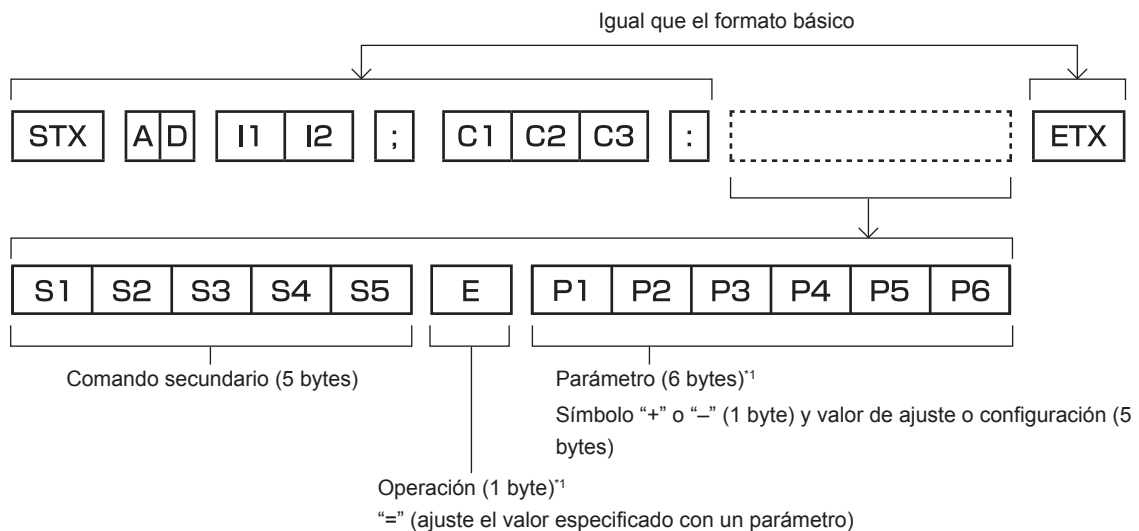 Igual que el formato básico
STX A D I1 I2 ; C1 C2 C3 : ETX
S1 S2 S3 S4 S5 E P1 P2 P3 P4 P5 P6
Comando secundario (5 bytes)
Parámetro (6 bytes)*1
Símbolo “+” o “–” (1 byte) y valor de ajuste o configuración (5
bytes)
Operación (1 byte)*1
“=” (ajuste el valor especificado con un parámetro)